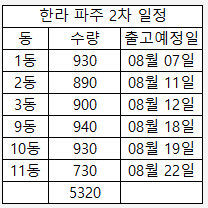 한라 파주 2차 일정
동 수량 출고예정일
1동 930 08월 07일
2동 890 08월 11일
3동 900 08월 12일
9동 940 08월 18일
10동 930 08월 19일
11동 730 08월 22일
5320